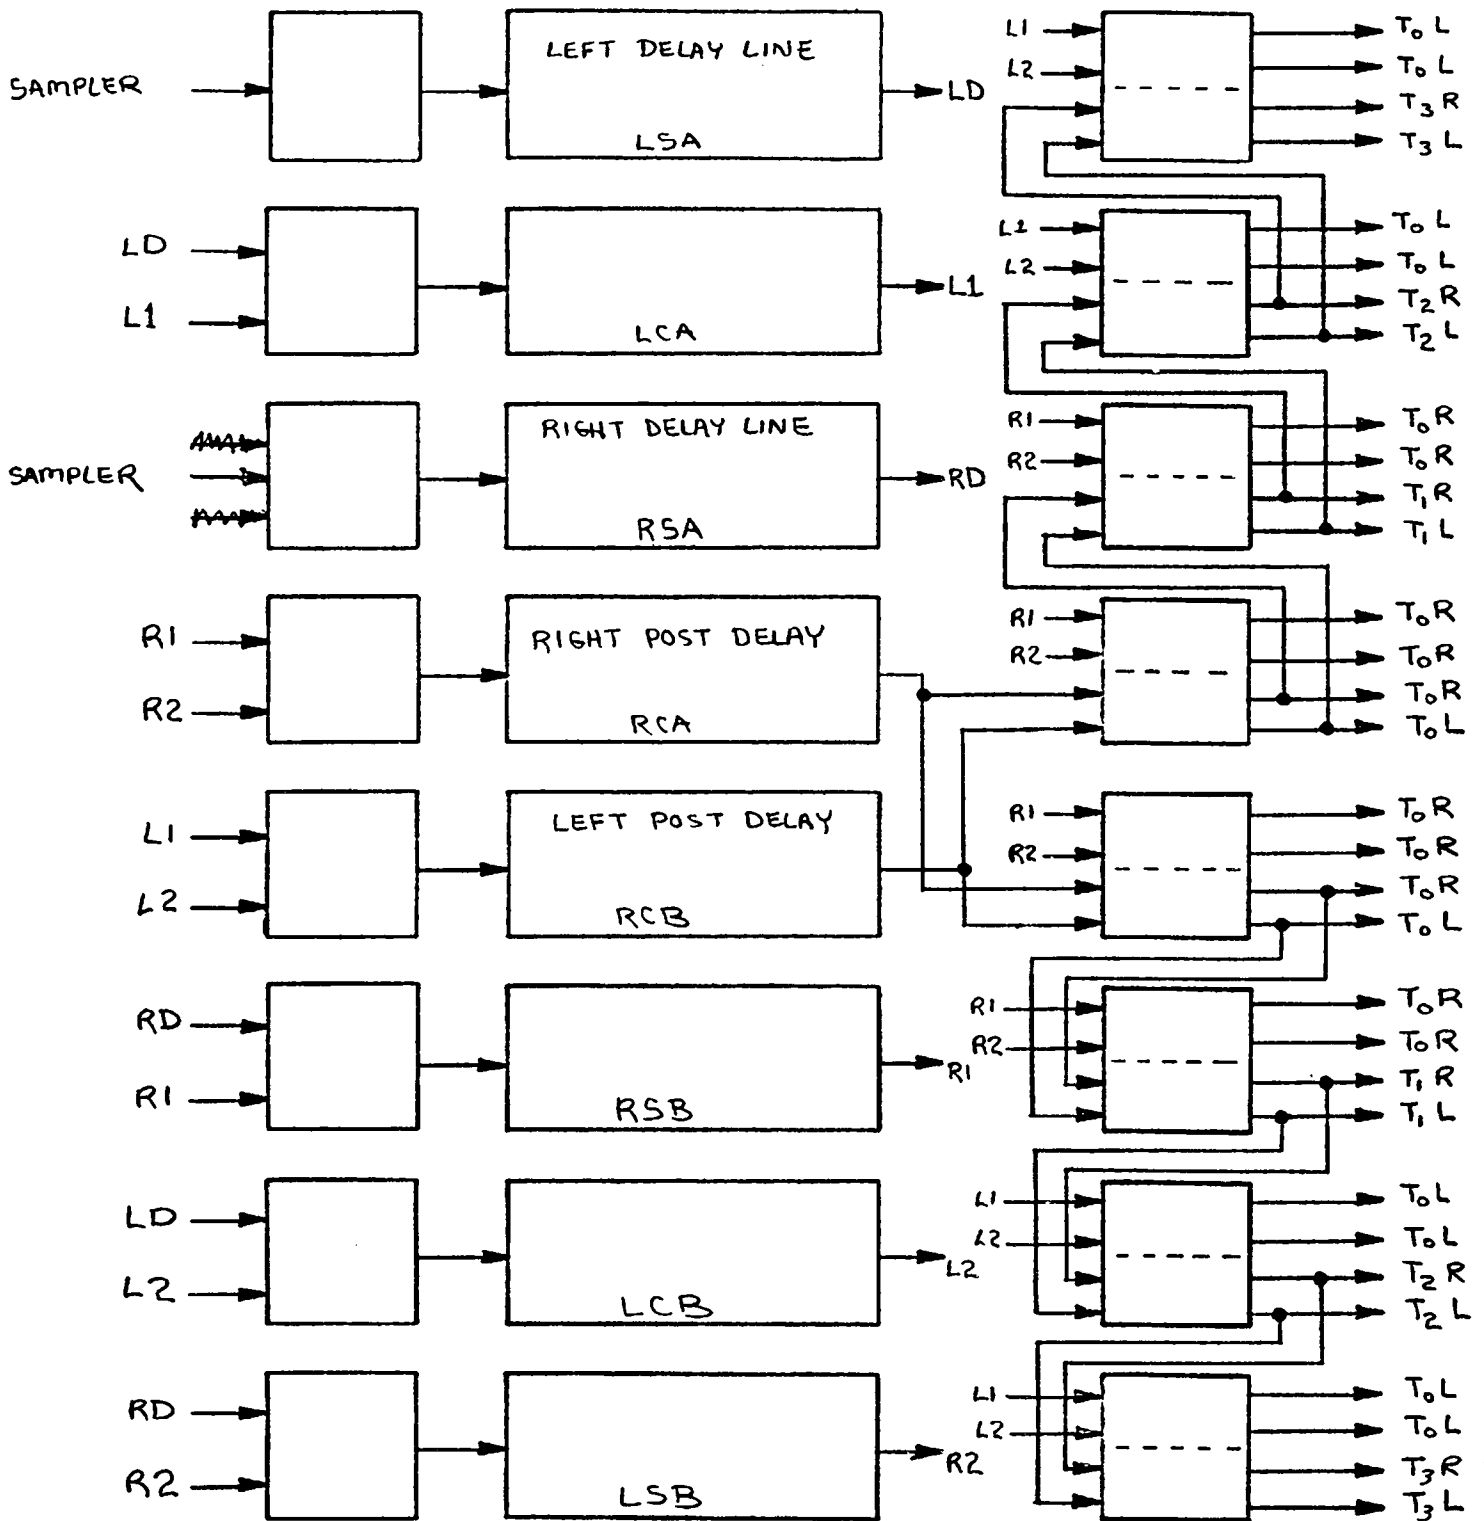 SAMPLER
LEFT DELAY LINE
LSA
LD
L1
L2
T₀ L
T₀ L
T₃ R
T₃ L
LD
L1
LCA
L1
L1
L2
T₀ L
T₀ L
T₂ R
T₂ L
SAMPLER
RIGHT DELAY LINE
RSA
RD
R1
R2
T₀ R
T₀ R
T₁ R
T₁ L
R1
R2
RIGHT POST DELAY
RCA
R1
R2
T₀ R
T₀ R
T₀ R
T₀ L
L1
L2
LEFT POST DELAY
RCB
R1
R2
T₀ R
T₀ R
T₀ R
T₀ L
RD
R1
RSB
R1
R1
R2
T₀ R
T₀ R
T₁ R
T₁ L
LD
L2
LCB
L2
L1
L2
T₀ L
T₀ L
T₂ R
T₂ L
RD
R2
LSB
R2
L1
L2
T₀ L
T₀ L
T₃ R
T₃ L